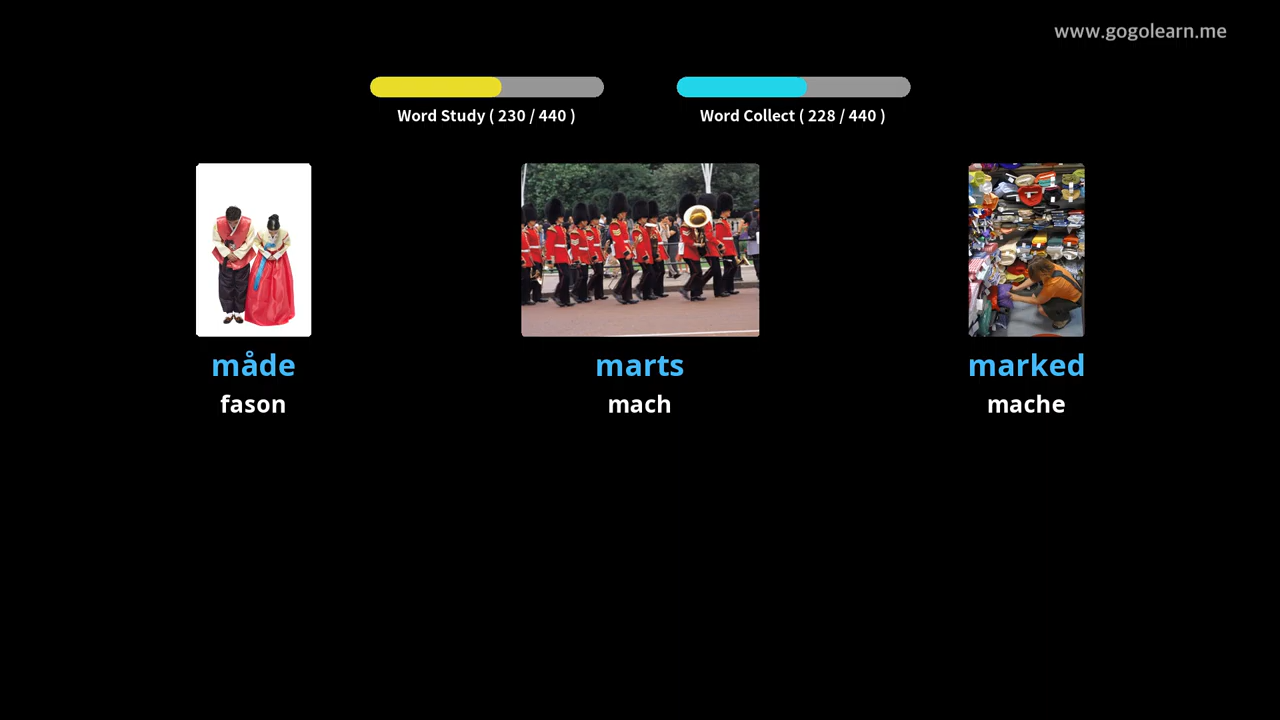 www.gogolearn.me
Word Study ( 230 / 440 )
Word Collect ( 228 / 440 )
måde
marts
marked
fason
mach
mache